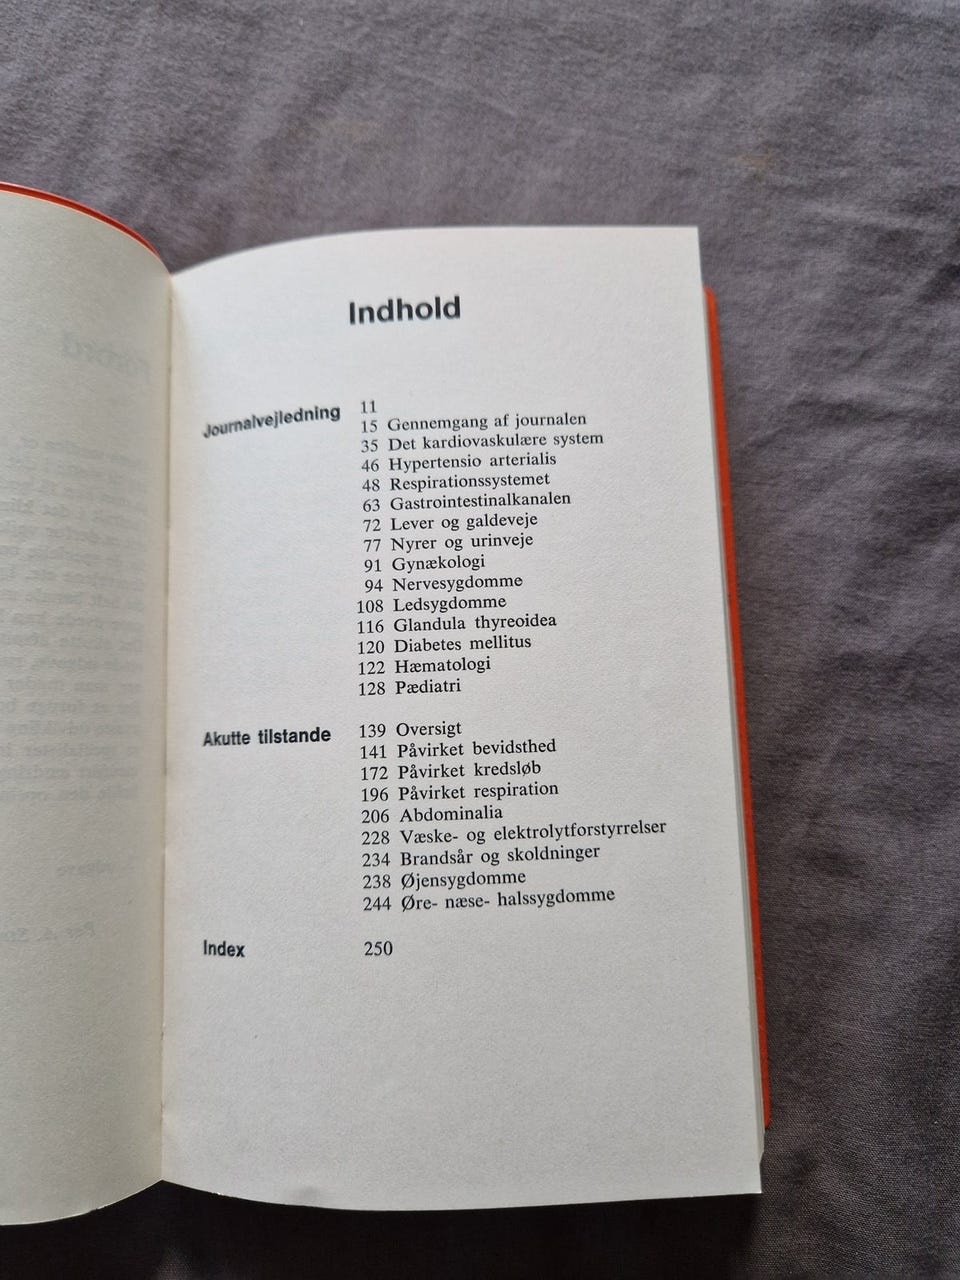 Indhold
Journalvejledning 11
15 Gennemgang af journalen
35 Det kardiovaskulære system
46 Hypertensio arterialis
48 Respirationssystemet
63 Gastrointestinalkanalen
72 Lever og galdeveje
77 Nyrer og urinveje
91 Gynækologi
94 Nervesygdomme
108 Ledsygdomme
116 Glandula thyreoidea
120 Diabetes mellitus
122 Hæmatologi
128 Pædiatri
Akutte tilstande 139 Oversigt
141 Påvirket bevidsthed
172 Påvirket kredsløb
196 Påvirket respiration
206 Abdominalia
228 Væske- og elektrolytforstyrrelser
234 Brandsår og skoldninger
238 Øjensygdomme
244 Øre- næse- halssygdomme
Index 250